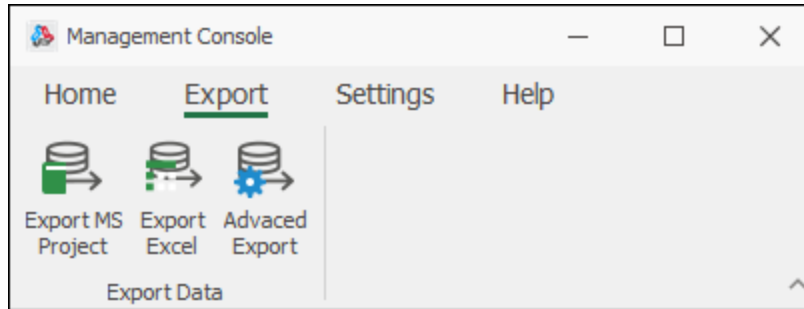 Management Console
Home Export Settings Help
Export MS Export Advaced
Project Excel Export
Export Data